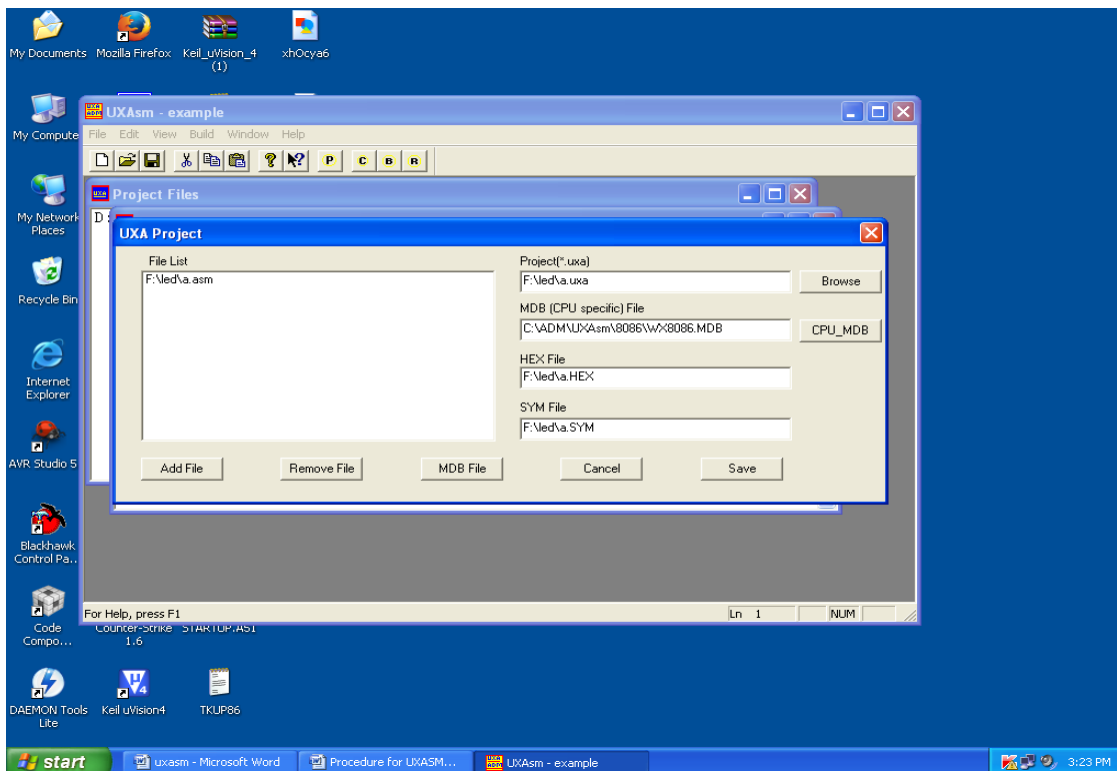 My Documents
Mozilla Firefox
Keil_uVision_4
(1)
xhOcya6
My Compute
UXAsm - example
File Edit View Build Window Help
P C B R
My Network
Places
Project Files
D:
UXA Project
File List
F:\led\a.asm
Project(*.uxa)
F:\led\a.uxa
Browse
MDB (CPU specific) File
C:\ADM\UXAsm\8086\WX8086.MDB
CPU_MDB
HEX File
F:\led\a.HEX
SYM File
F:\led\a.SYM
Add File
Remove File
MDB File
Cancel
Save
Recycle Bin
Internet
Explorer
AVR Studio 5
Blackhawk
Control Pa..
For Help, press F1
Ln 1
NUM
Code
Compo...
Counter-Strike
1.6
STARTUP.A51
DAEMON Tools
Lite
Keil uVision4
TKUP86
start
uxasm - Microsoft Word
Procedure for UXASM...
UXAsm - example
3:23 PM